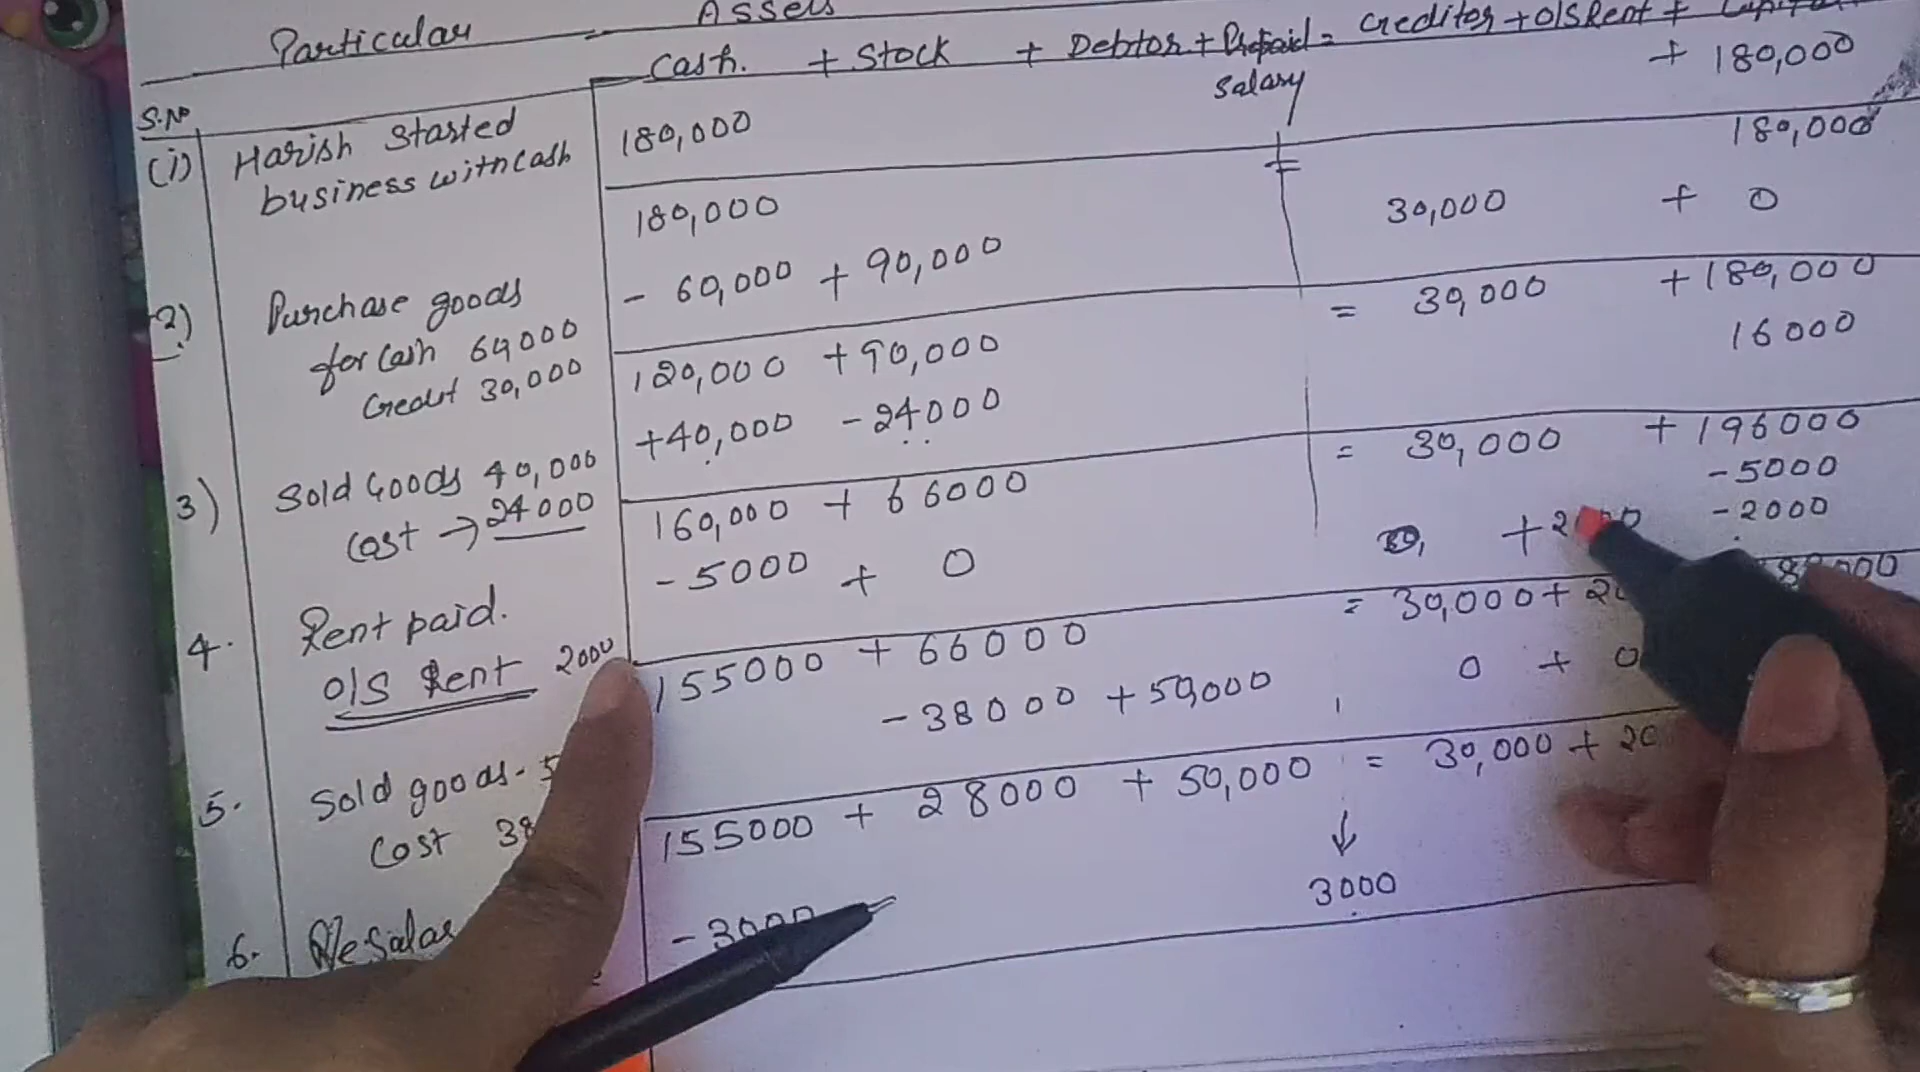 Particular Assets
Cash. + Stock + Debtor + Prepaid = Creditor + O/S Rent + Capital
Salary
+ 180,000
S.No
(i) Harish Started 180,000
business with cash
180,000 = 180,000
2) Purchase goods - 60,000 + 90,000 30,000 + 0
for Cash 60,000
Credit 30,000
120,000 + 90,000 = 30,000 + 180,000
3) Sold Goods 40,000 +40,000 - 24000 16000
Cost → 24000
160,000 + 66000 = 30,000 + 196000
4. Rent paid. - 5000 + 0 - 5000
O/S Rent 2000 - 2000
155000 + 66000 = 30,000 +
5. Sold goods - - 38000 + 50,000 0 + 0
Cost
155000 + 28000 + 50,000 = 30,000 +
↓
6. - 3000 3000